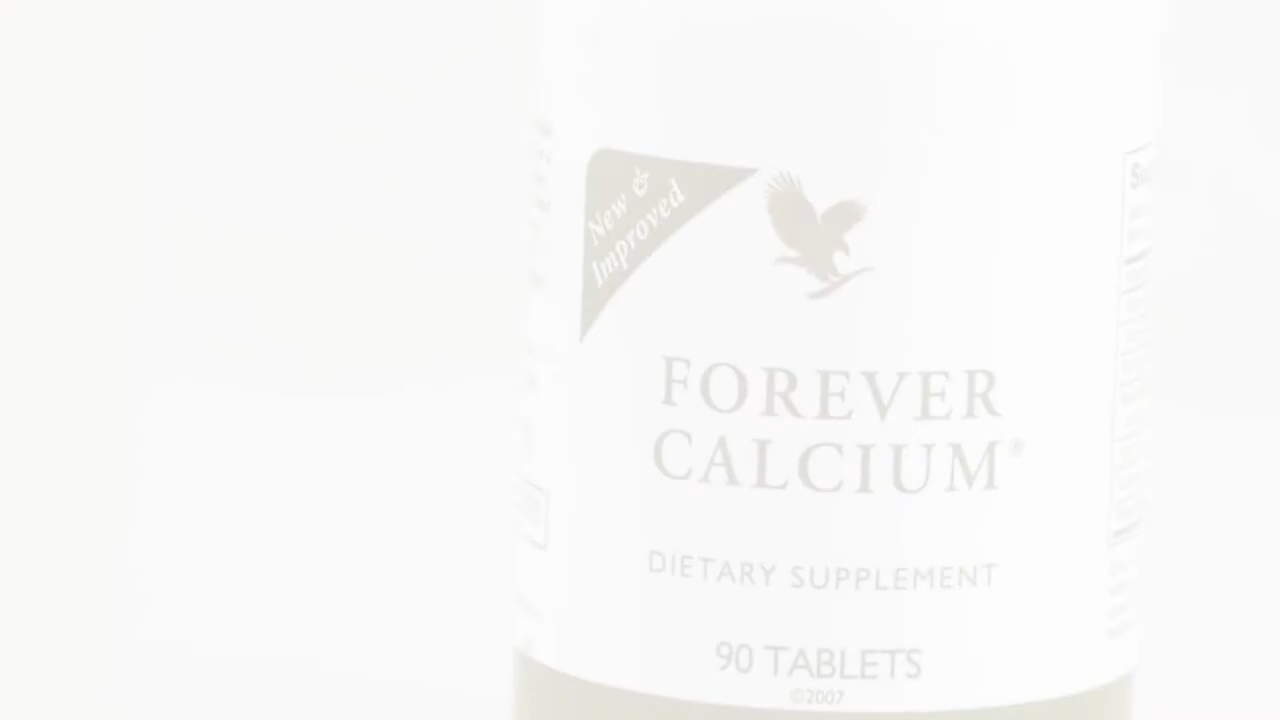 New &
Improved
FOREVER
CALCIUM®
DIETARY SUPPLEMENT
90 TABLETS
©2007